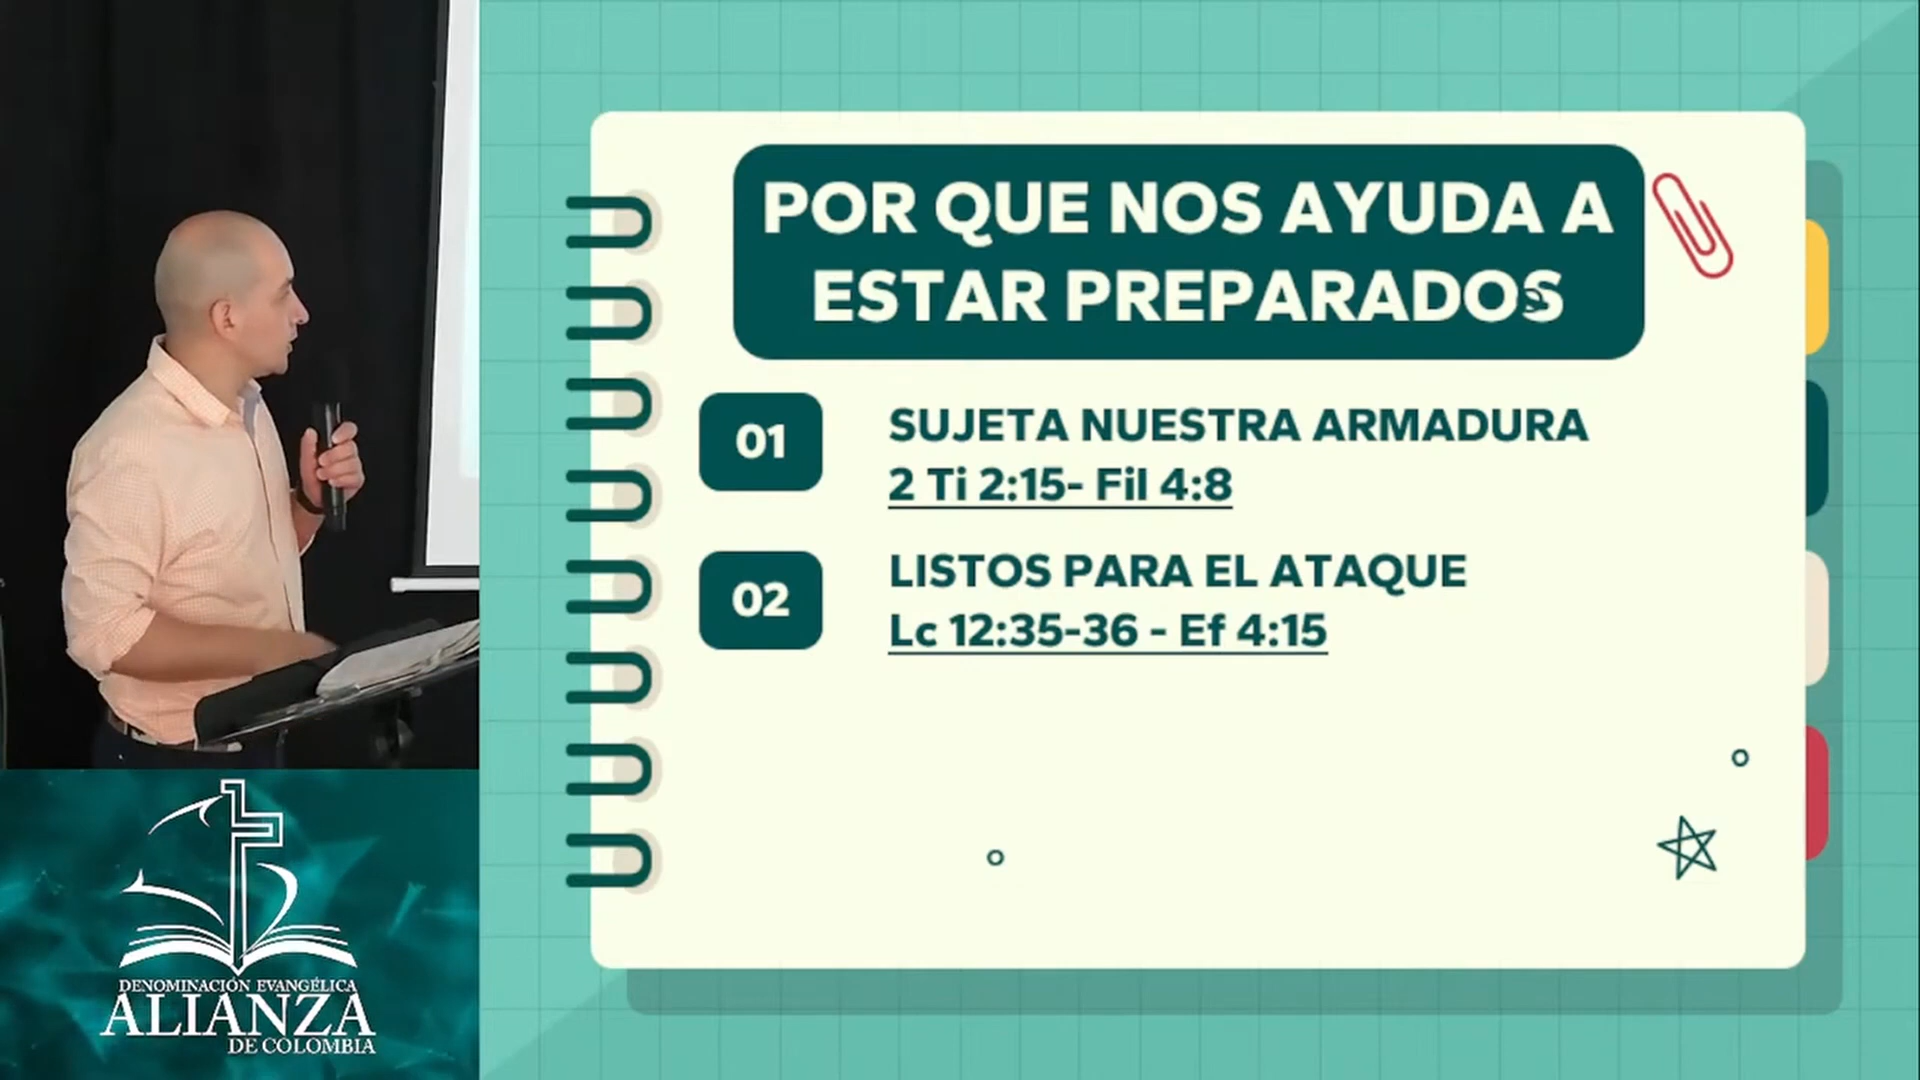 POR QUE NOS AYUDA A
ESTAR PREPARADOS
01
SUJETA NUESTRA ARMADURA
2 Ti 2:15- Fil 4:8
02
LISTOS PARA EL ATAQUE
Lc 12:35-36 - Ef 4:15
DENOMINACIÓN EVANGÉLICA
ALIANZA
DE COLOMBIA